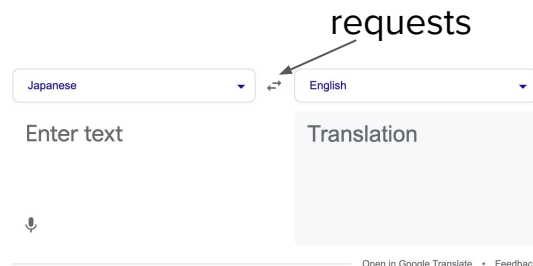 requests
Japanese English
Enter text Translation
Open in Google Translate • Feedbac